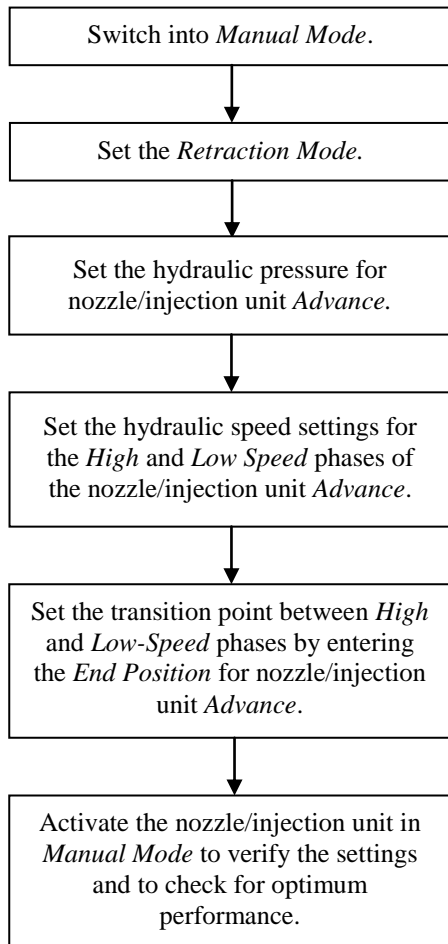 Switch into Manual Mode.
Set the Retraction Mode.
Set the hydraulic pressure for
nozzle/injection unit Advance.
Set the hydraulic speed settings for
the High and Low Speed phases of
the nozzle/injection unit Advance.
Set the transition point between High
and Low-Speed phases by entering
the End Position for nozzle/injection
unit Advance.
Activate the nozzle/injection unit in
Manual Mode to verify the settings
and to check for optimum
performance.